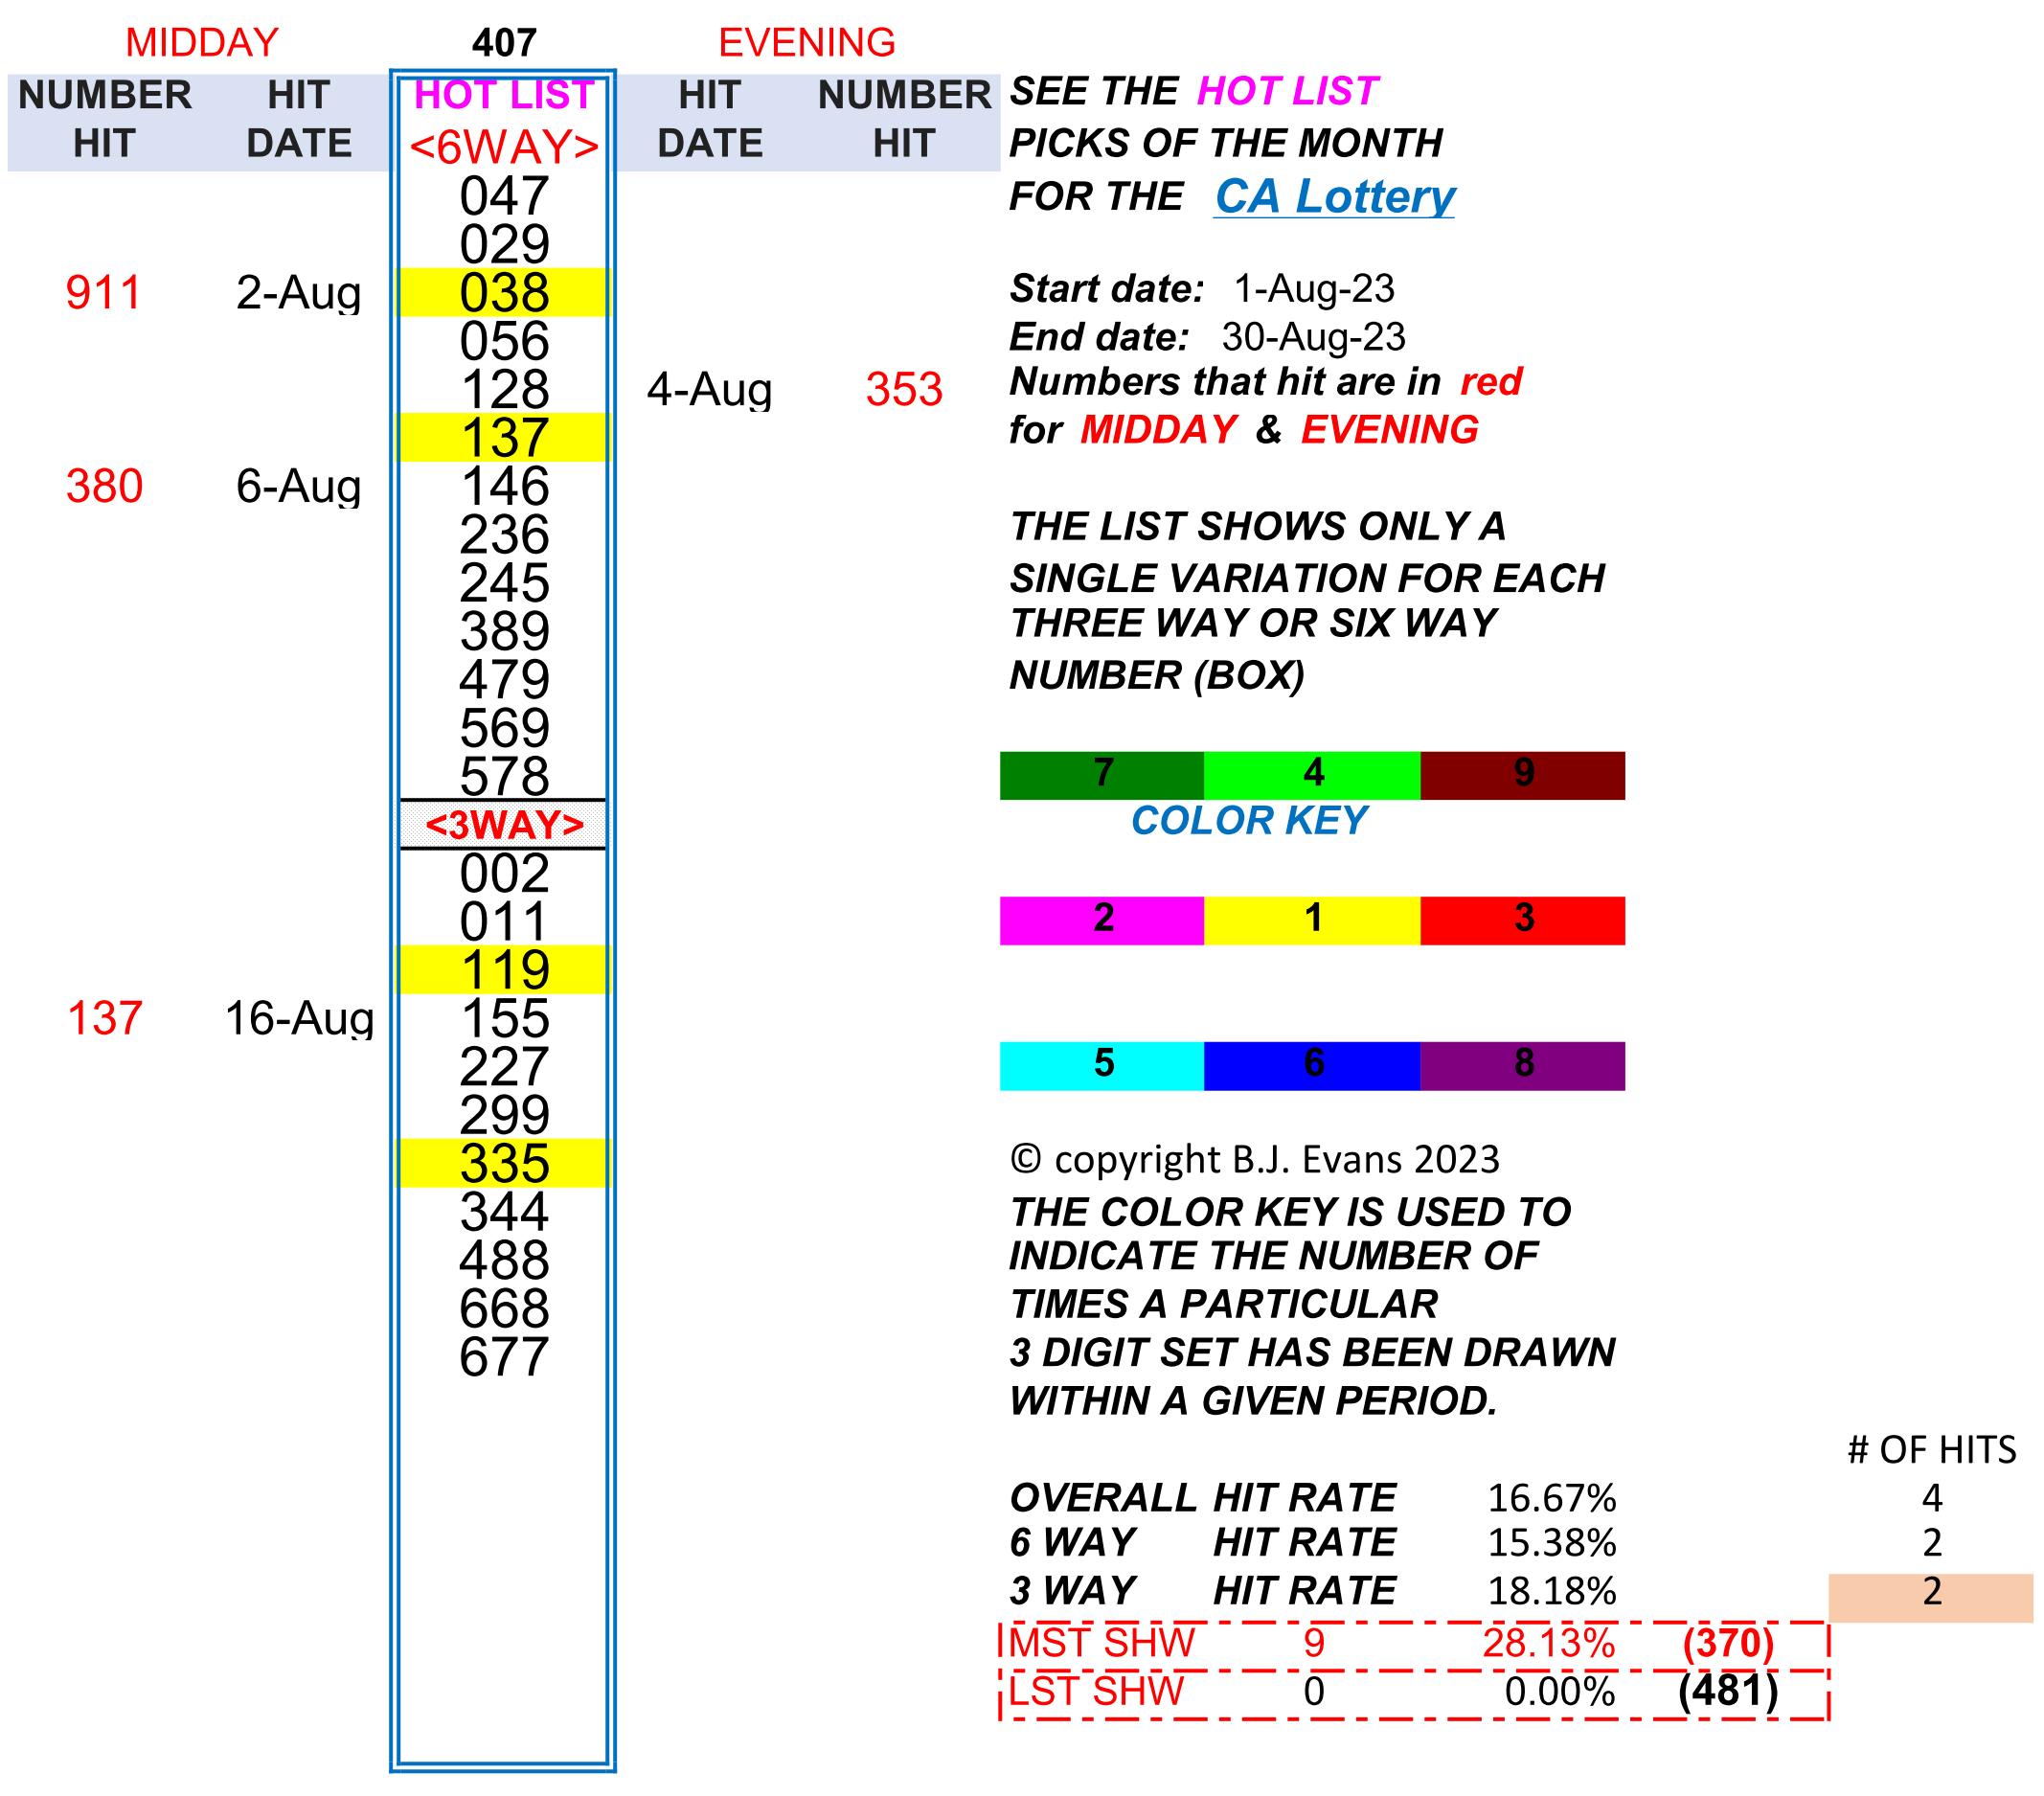 MIDDAY 407 EVENING
NUMBER HIT HOT LIST HIT NUMBER SEE THE HOT LIST
HIT DATE <6WAY> DATE HIT PICKS OF THE MONTH
047 FOR THE CA Lottery
029
911 2-Aug 038 Start date: 1-Aug-23
056 End date: 30-Aug-23
128 4-Aug 353 Numbers that hit are in red
137 for MIDDAY & EVENING
380 6-Aug 146
236 THE LIST SHOWS ONLY A
245 SINGLE VARIATION FOR EACH
389 THREE WAY OR SIX WAY
479 NUMBER (BOX)
569
578 7 4 9
<3WAY> COLOR KEY
002
011 2 1 3
119
137 16-Aug 155
227 5 6 8
299
335 © copyright B.J. Evans 2023
344 THE COLOR KEY IS USED TO
488 INDICATE THE NUMBER OF
668 TIMES A PARTICULAR
677 3 DIGIT SET HAS BEEN DRAWN
WITHIN A GIVEN PERIOD.
# OF HITS
OVERALL HIT RATE 16.67% 4
6 WAY HIT RATE 15.38% 2
3 WAY HIT RATE 18.18% 2
MST SHW 9 28.13% (370)
LST SHW 0 0.00% (481)